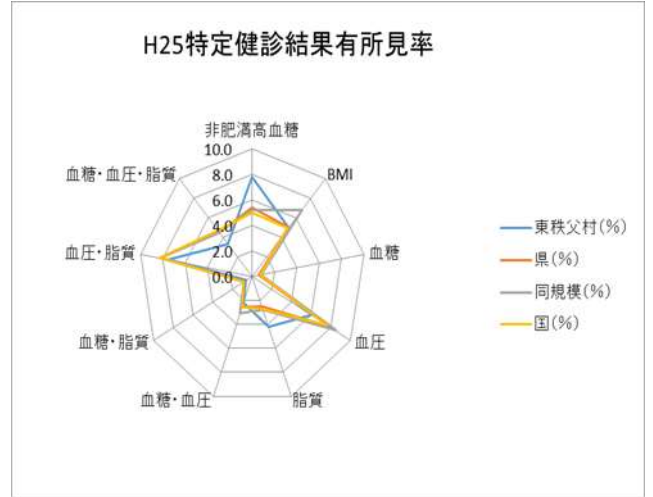 H25特定健診結果有所見率
非肥満高血糖
10.0
8.0
6.0
4.0
2.0
0.0
BMI
血糖
血圧
脂質
血糖・血圧
血糖・脂質
血圧・脂質
血糖・血圧・脂質
東秩父村(%)
県(%)
同規模(%)
国(%)